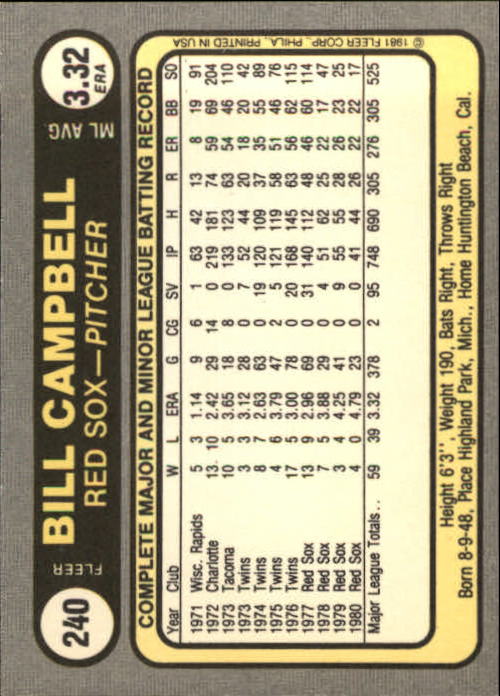 240 FLEER BILL CAMPBELL ML AVG. 3.32
RED SOX—PITCHER ERA
COMPLETE MAJOR AND MINOR LEAGUE BATTING RECORD
Year Club W L ERA G CG SV IP H R ER BB SO
1971 Wisc. Rapids 5 3 1.14 9 6 1 63 42 13 8 19 91
1972 Charlotte 13 10 2.42 29 14 0 219 181 74 59 69 204
1973 Tacoma 10 5 3.65 18 8 0 133 123 63 54 46 110
1973 Twins 3 3 3.12 28 0 7 52 44 20 18 20 42
1974 Twins 8 7 2.63 63 0 19 120 109 37 35 55 89
1975 Twins 4 6 3.79 47 2 5 121 119 58 51 46 76
1976 Twins 17 5 3.00 78 0 20 168 145 63 56 62 115
1977 Red Sox 13 9 2.96 69 0 31 140 112 48 46 60 114
1978 Red Sox 7 5 3.88 29 0 4 51 62 25 22 17 47
1979 Red Sox 3 4 4.25 41 0 9 55 55 28 26 23 25
1980 Red Sox 4 0 4.79 23 0 0 41 44 26 22 22 17
Major League Totals.. 59 39 3.32 378 2 95 748 690 305 276 305 525
Height 6'3'', Weight 190, Bats Right, Throws Right
Born 8-9-48, Place Highland Park, Mich., Home Huntington Beach, Cal.
© 1981 FLEER CORP., PHILA., PRINTED IN USA